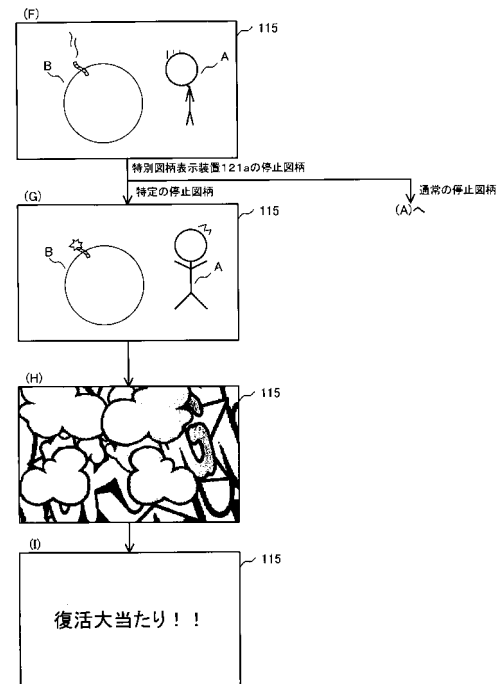 (F)
115
B
A
特別図柄表示装置121aの停止図柄
特定の停止図柄
通常の停止図柄
(A)へ
(G)
115
B
A
(H)
115
(I)
115
復活大当たり！！